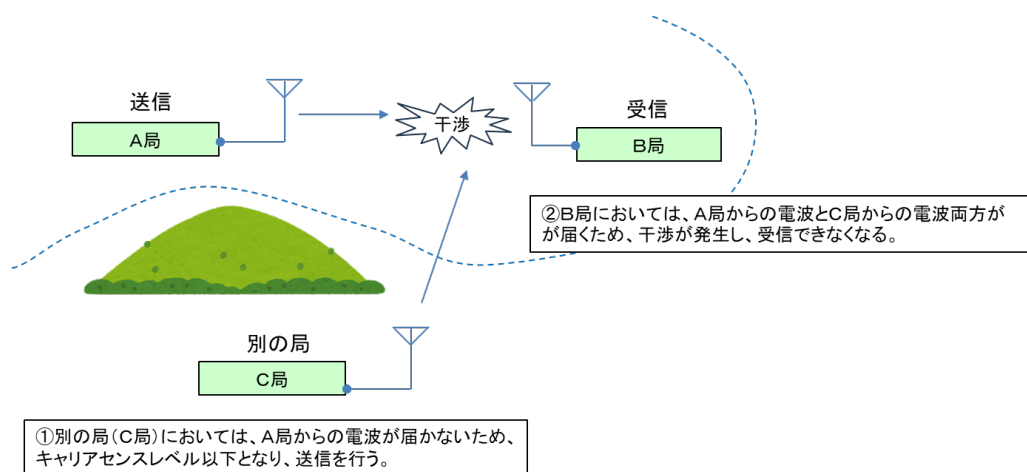 送信
A局
干渉
受信
B局
②B局においては、A局からの電波とC局からの電波両方が
が届くため、干渉が発生し、受信できなくなる。
別の局
C局
①別の局(C局)においては、A局からの電波が届かないため、
キャリアセンスレベル以下となり、送信を行う。